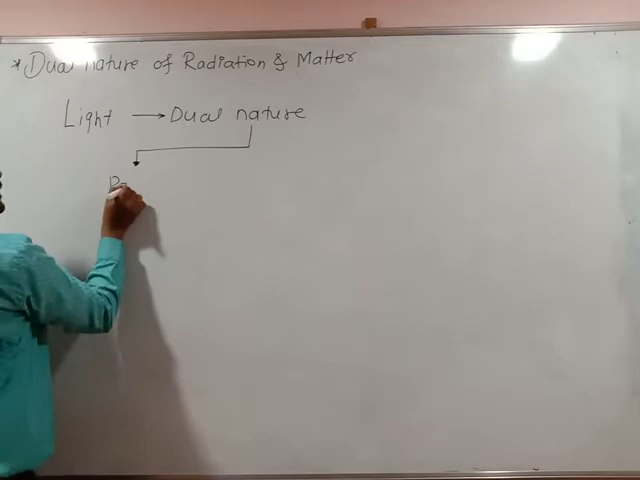 *Dual nature of Radiation & Matter
Light → Dual nature